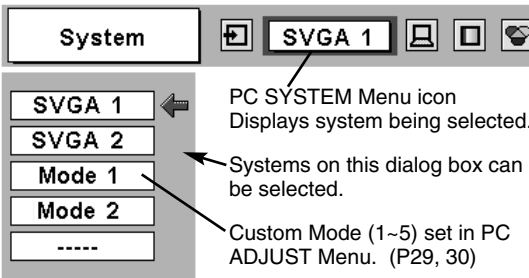 System
SVGA 1
SVGA 1
SVGA 2
Mode 1
Mode 2
-----
PC SYSTEM Menu icon
Displays system being selected.
Systems on this dialog box can
be selected.
Custom Mode (1~5) set in PC
ADJUST Menu. (P29, 30)